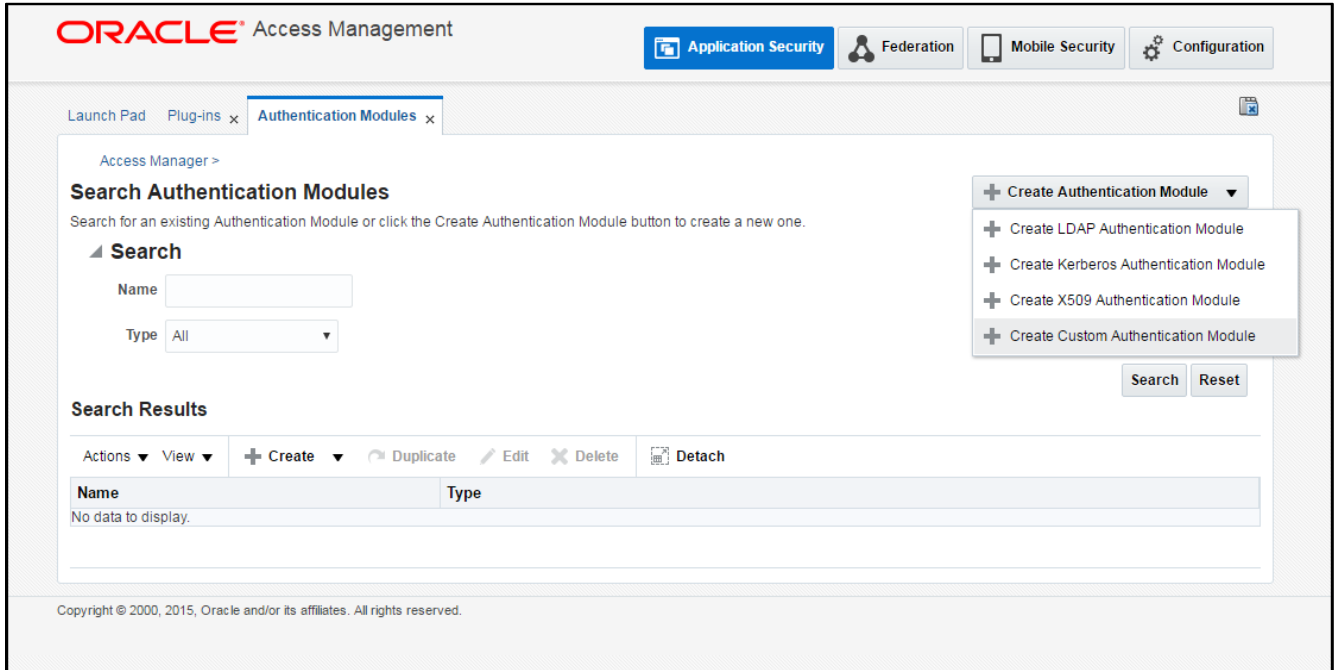 ORACLE® Access Management
Application Security Federation Mobile Security Configuration
Launch Pad Plug-ins x Authentication Modules x
Access Manager >
Search Authentication Modules
Create Authentication Module
Search for an existing Authentication Module or click the Create Authentication Module button to create a new one.
Create LDAP Authentication Module
Search
Create Kerberos Authentication Module
Name
Create X509 Authentication Module
Type All
Create Custom Authentication Module
Search Reset
Search Results
Actions View Create Duplicate Edit Delete Detach
Name Type
No data to display.
Copyright © 2000, 2015, Oracle and/or its affiliates. All rights reserved.